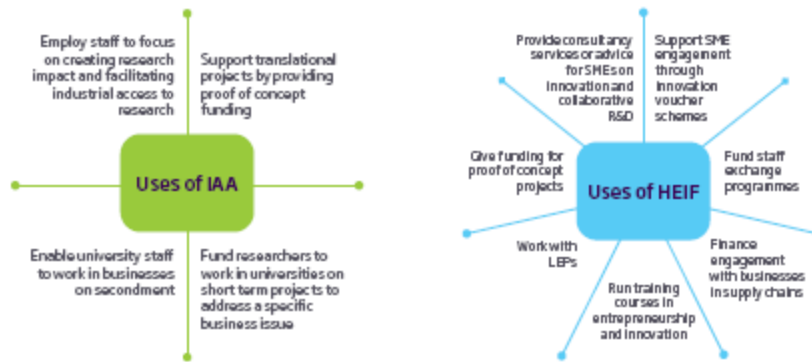 Employ staff to focus
on creating research
impact and facilitating
industrial access to
research
Support translational
projects by providing
proof of concept
funding
Uses of IAA
Enable university staff
to work in businesses
on secondment
Fund researchers to
work in universities on
short term projects to
address a specific
business issue
Provide consultancy
services or advice
for SMEs on
innovation and
collaborative
R&D
Support SME
engagement
through
innovation
voucher
schemes
Give funding for
proof of concept
projects
Uses of HEIF
Fund staff
exchange
programmes
Work with
LEPs
Run training
courses in
entrepreneurship
and innovation
Finance
engagement
with businesses
in supply chains